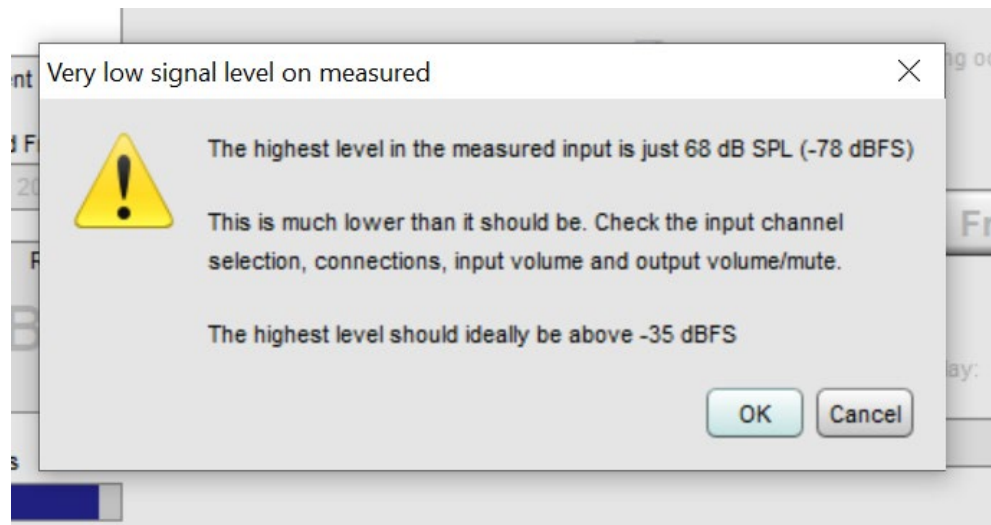 Very low signal level on measured
The highest level in the measured input is just 68 dB SPL (-78 dBFS)
This is much lower than it should be. Check the input channel
selection, connections, input volume and output volume/mute.
The highest level should ideally be above -35 dBFS
OK
Cancel